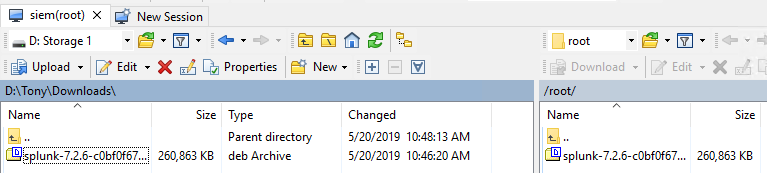 siem(root) New Session
D: Storage 1 root
Upload Edit Properties New Download Edit
D:\Tony\Downloads\ /root/
Name Size Type Changed Name Size
.. Parent directory 5/20/2019 10:48:13 AM ..
splunk-7.2.6-c0bf0f67... 260,863 KB deb Archive 5/20/2019 10:46:20 AM splunk-7.2.6-c0bf0f67... 260,863 KB